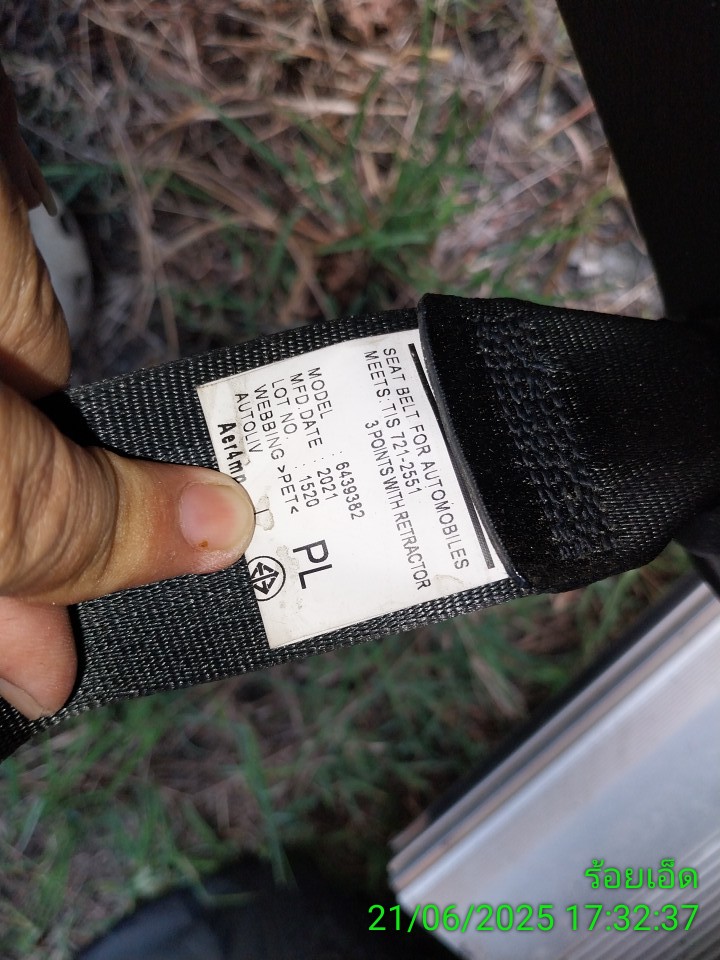 SEAT BELT FOR AUTOMOBILES
MEETS:TIS 721-2551
3 POINTS WITH RETRACTOR
MODEL : 6439382
MFD DATE : 2021
LOT NO. : 1520
WEBBING >PET<
AUTOLIV
PL
ร้อยเอ็ด
21/06/2025 17:32:37